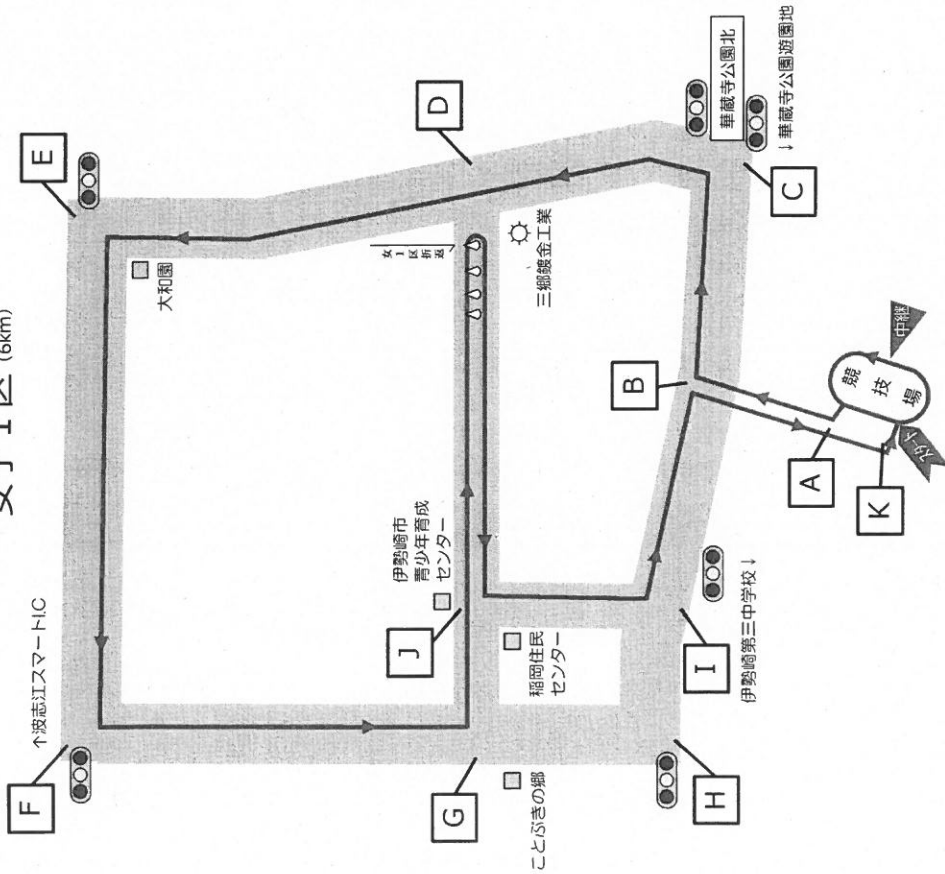 女子1区 (6km)
E
D
華蔵寺公園北
↓華蔵寺公園遊園地
C
大和園
女1区折返
三郷鍍金工業
B
中継
競技場
スタート
A
K
↑波志江スマートI.C
伊勢崎市
青少年育成
センター
J
稲岡住民
センター
I
伊勢崎第三中学校↓
F
G
ことぶきの郷
H